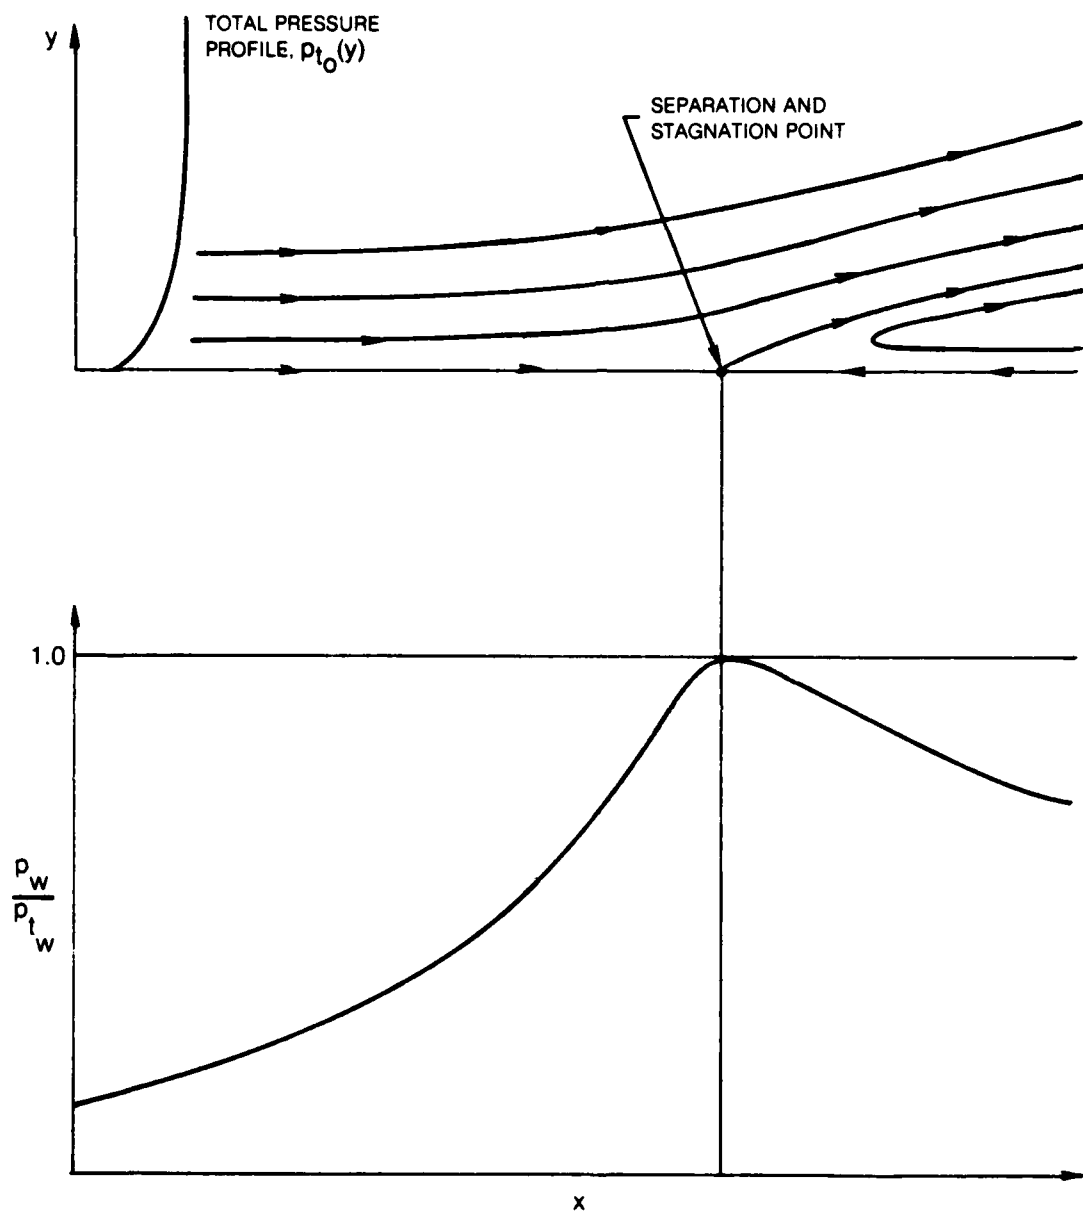 y
TOTAL PRESSURE
PROFILE, p_{t_O}(y)
SEPARATION AND
STAGNATION POINT
1.0
p_w
p_{t_w}
x